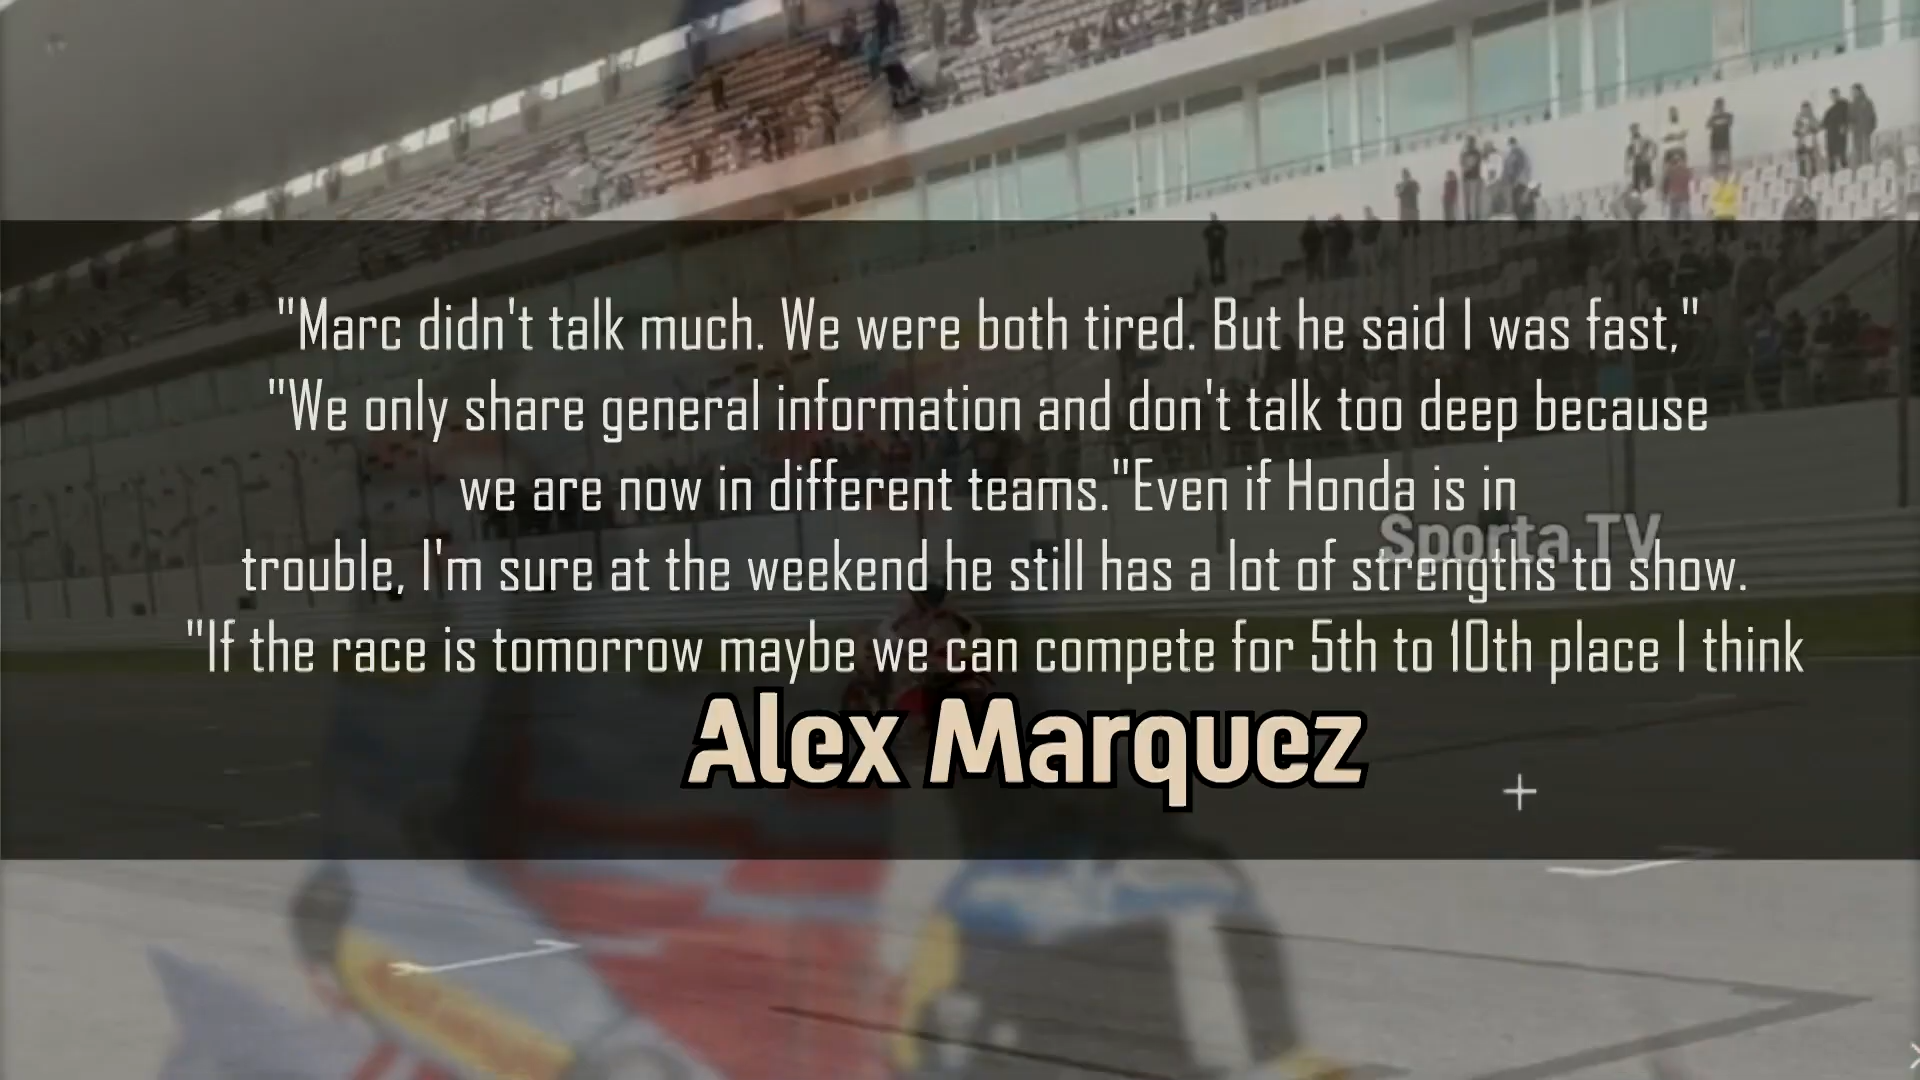 "Marc didn't talk much. We were both tired. But he said I was fast,"
"We only share general information and don't talk too deep because
we are now in different teams."Even if Honda is in
Sporta TV
trouble, I'm sure at the weekend he still has a lot of strengths to show.
"If the race is tomorrow maybe we can compete for 5th to 10th place I think
Alex Marquez